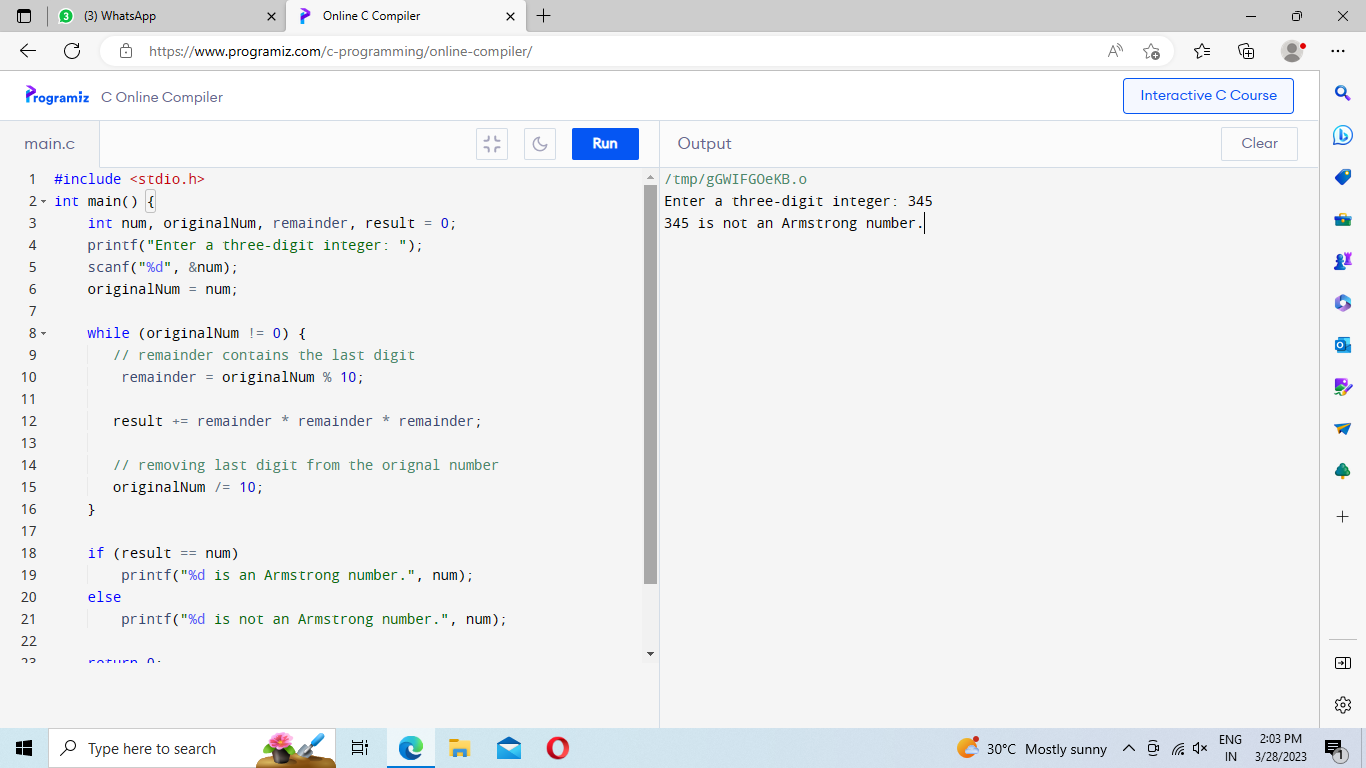 (3) WhatsApp
Online C Compiler
https://www.programiz.com/c-programming/online-compiler/
Programiz C Online Compiler
Interactive C Course
main.c
Run
Output
Clear
1 #include <stdio.h>
2 int main() {
3 int num, originalNum, remainder, result = 0;
4 printf("Enter a three-digit integer: ");
5 scanf("%d", &num);
6 originalNum = num;
7
8 while (originalNum != 0) {
9 // remainder contains the last digit
10 remainder = originalNum % 10;
11
12 result += remainder * remainder * remainder;
13
14 // removing last digit from the orignal number
15 originalNum /= 10;
16 }
17
18 if (result == num)
19 printf("%d is an Armstrong number.", num);
20 else
21 printf("%d is not an Armstrong number.", num);
22
23 return 0;
/tmp/gGWIFGOeKB.o
Enter a three-digit integer: 345
345 is not an Armstrong number.
Type here to search
30°C Mostly sunny
ENG
IN
2:03 PM
3/28/2023
1